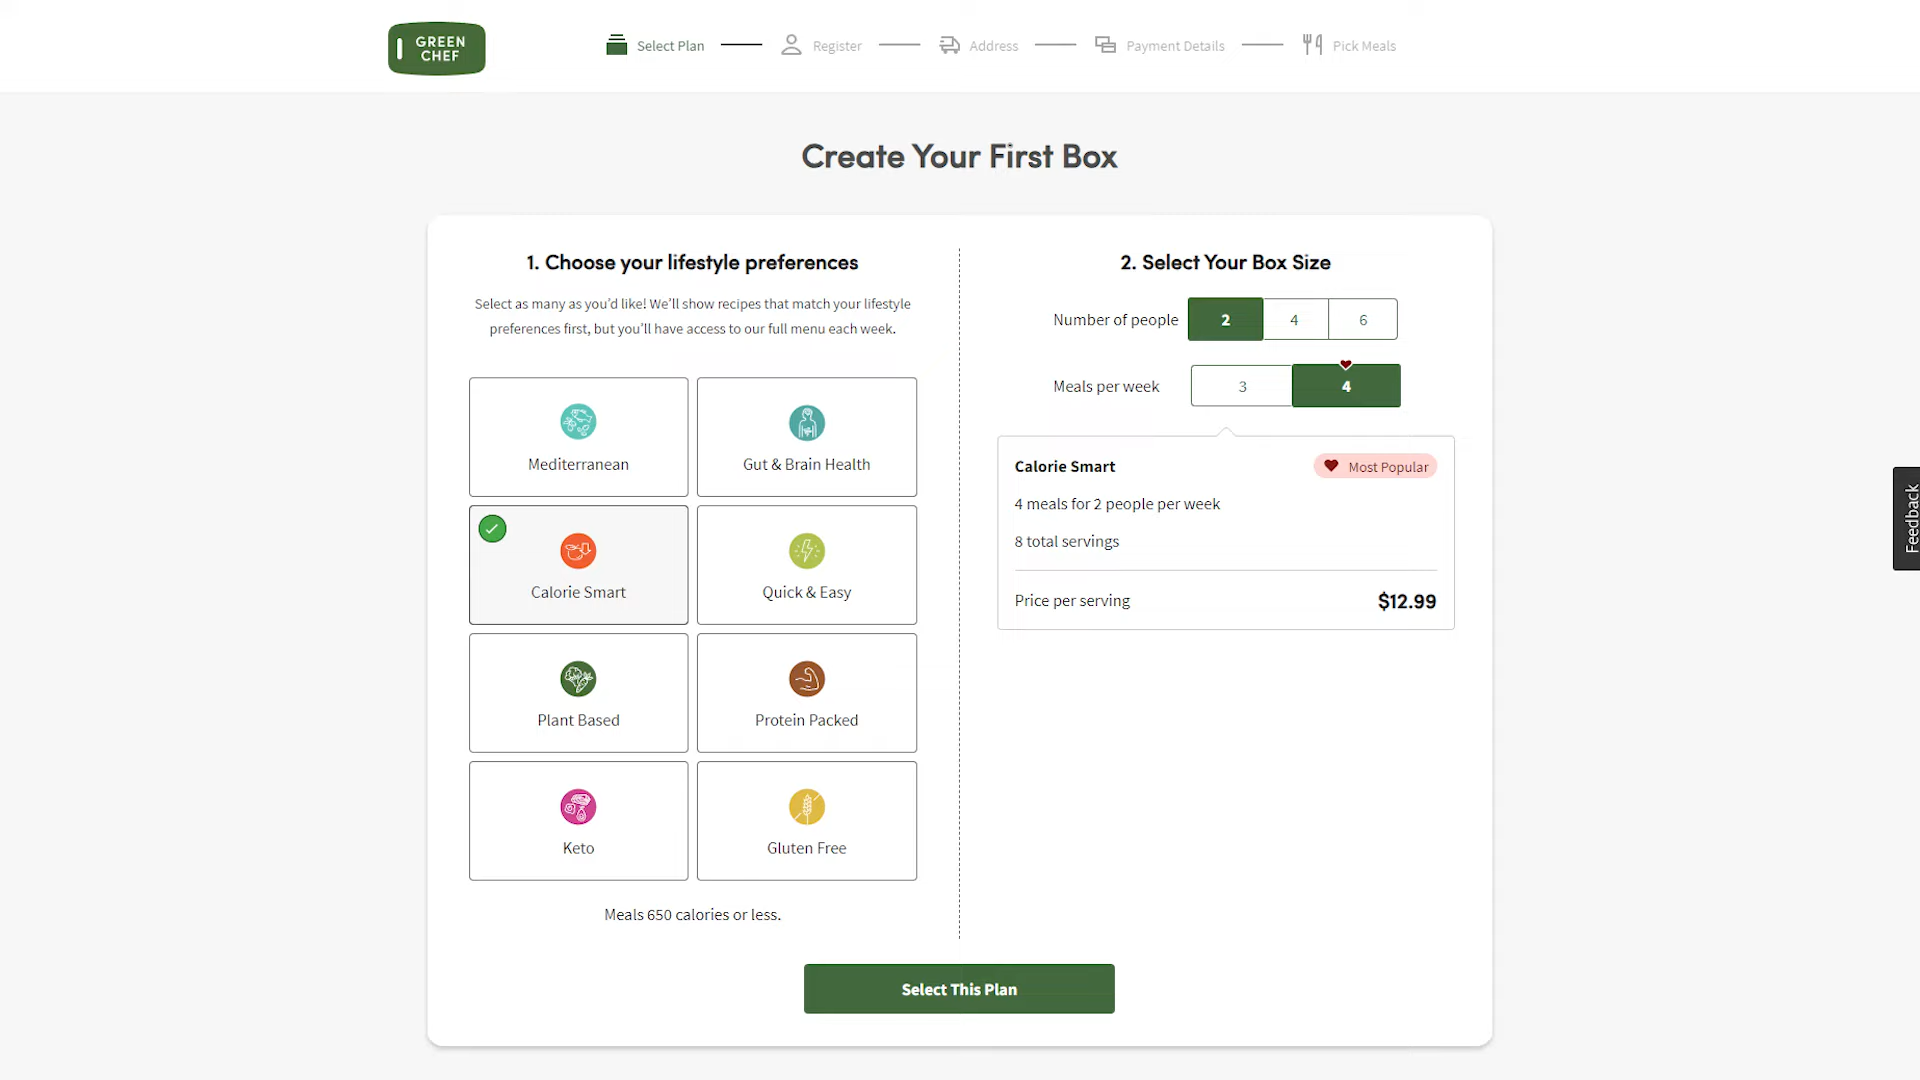 GREEN
CHEF
Select Plan
Register
Address
Payment Details
Pick Meals
Create Your First Box
1. Choose your lifestyle preferences
Select as many as you'd like! We'll show recipes that match your lifestyle
preferences first, but you'll have access to our full menu each week.
Mediterranean
Gut & Brain Health
Calorie Smart
Quick & Easy
Plant Based
Protein Packed
Keto
Gluten Free
Meals 650 calories or less.
2. Select Your Box Size
Number of people 2 4 6
Meals per week 3 4
Calorie Smart Most Popular
4 meals for 2 people per week
8 total servings
Price per serving $12.99
Select This Plan
Feedback